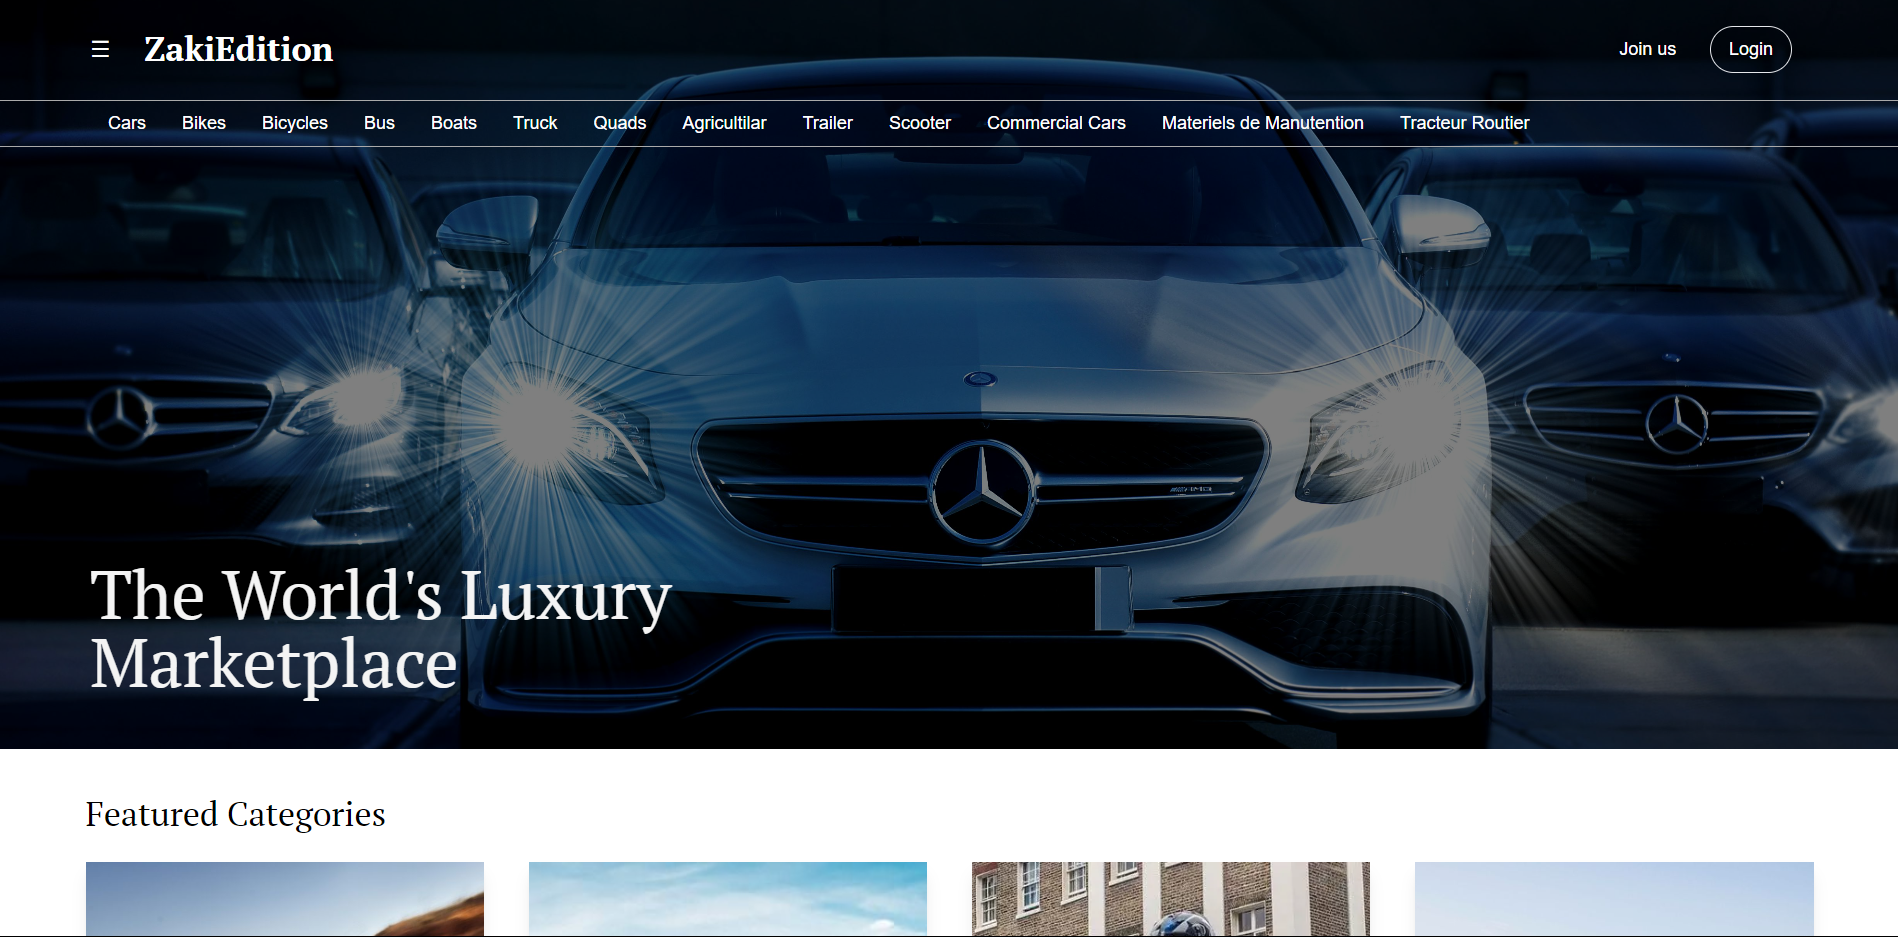 ☰ ZakiEdition Join us Login
Cars Bikes Bicycles Bus Boats Truck Quads Agricultilar Trailer Scooter Commercial Cars Materiels de Manutention Tracteur Routier
The World's Luxury
Marketplace
Featured Categories